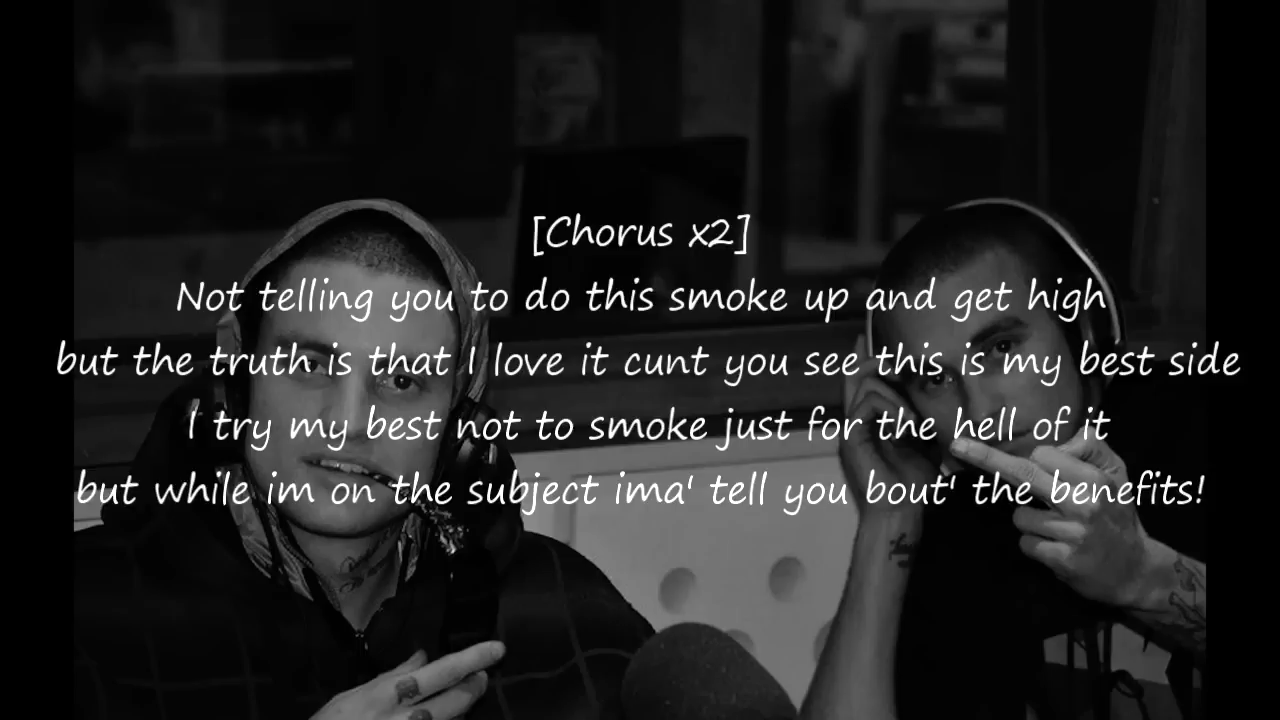 [Chorus x2]
Not telling you to do this smoke up and get high
but the truth is that I love it cunt you see this is my best side
I try my best not to smoke just for the hell of it
but while im on the subject ima' tell you bout' the benefits!